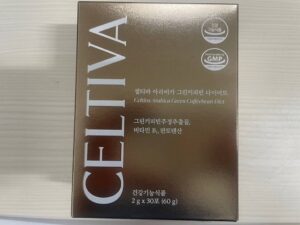 CELTIVA
GMP
셀티바 아라비카 그린커피빈 다이어트
Celtiva Arabica Green Coffeebean Diet
그린커피빈주정추출물,
비타민 B₁, 판토텐산
건강기능식품
2 g x 30포 (60 g)